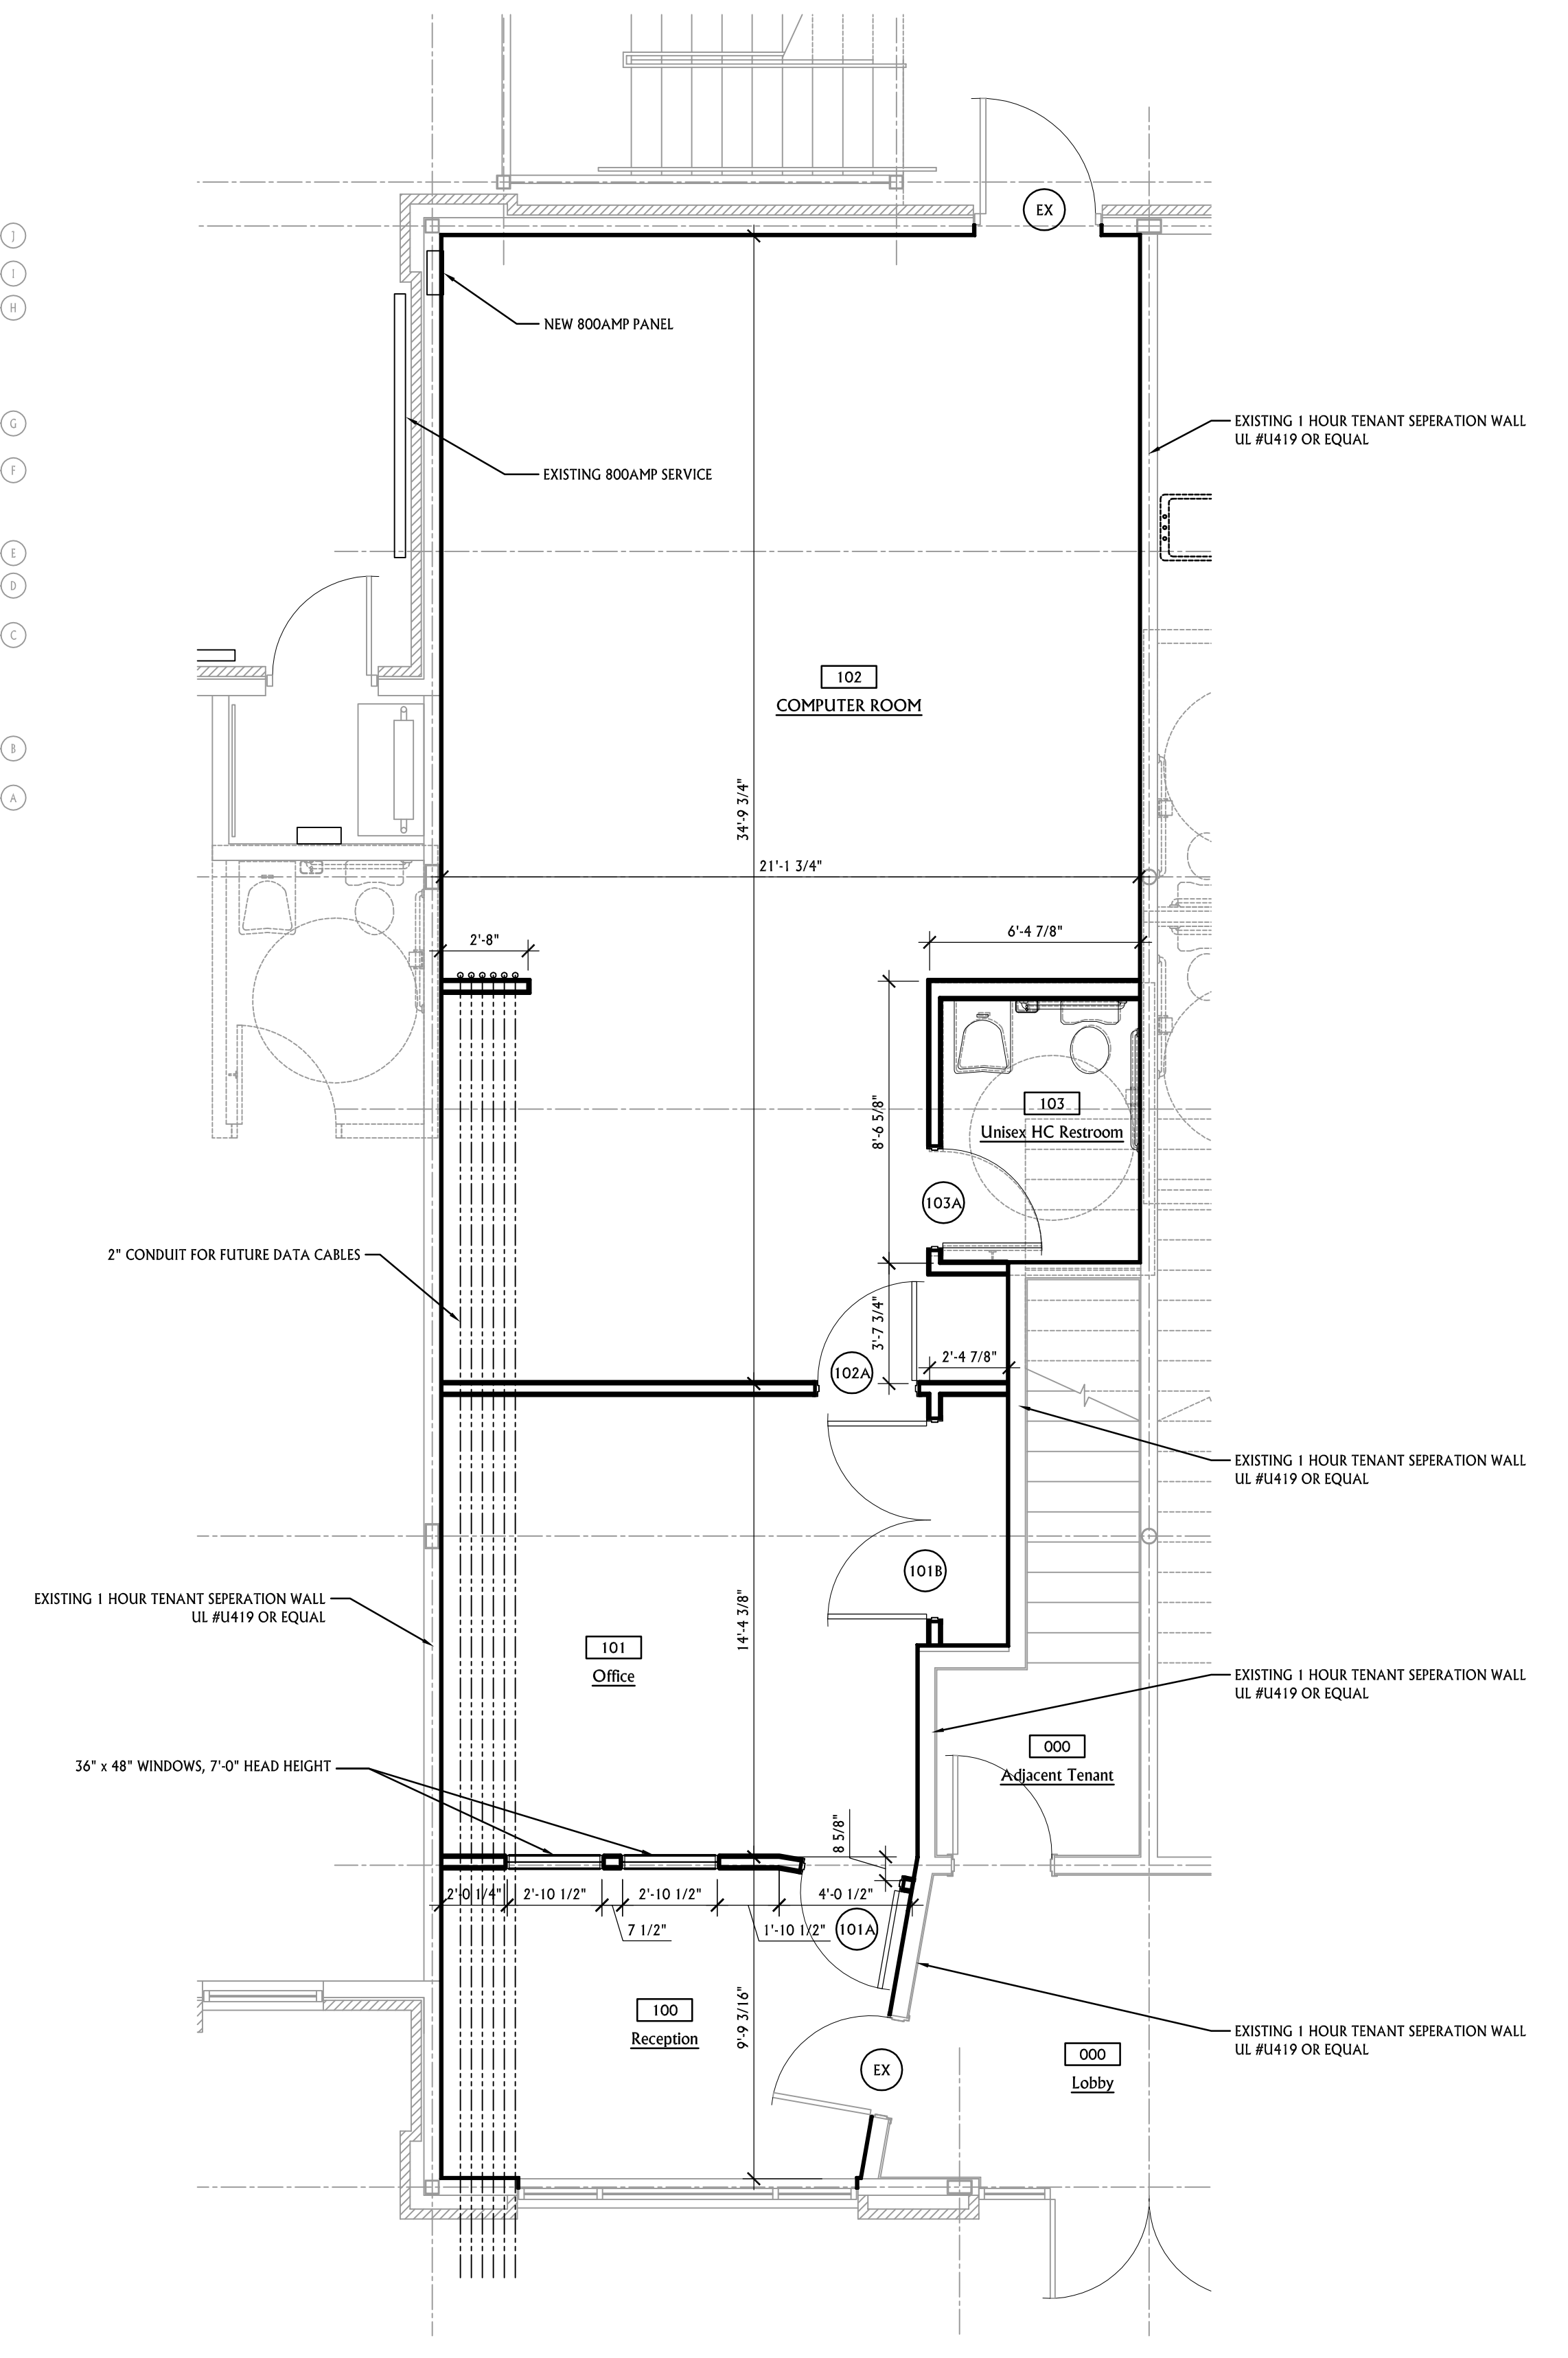 EX
J
I
H
NEW 800AMP PANEL
G
EXISTING 1 HOUR TENANT SEPERATION WALL
UL #U419 OR EQUAL
F
EXISTING 800AMP SERVICE
E
D
C
102
COMPUTER ROOM
B
A
34'-9 3/4"
21'-1 3/4"
2'-8"
6'-4 7/8"
8'-6 5/8"
103
Unisex HC Restroom
103A
2" CONDUIT FOR FUTURE DATA CABLES
3'-7 3/4"
2'-4 7/8"
102A
EXISTING 1 HOUR TENANT SEPERATION WALL
UL #U419 OR EQUAL
101B
EXISTING 1 HOUR TENANT SEPERATION WALL
UL #U419 OR EQUAL
14'-4 3/8"
101
Office
EXISTING 1 HOUR TENANT SEPERATION WALL
UL #U419 OR EQUAL
000
Adjacent Tenant
36" x 48" WINDOWS, 7'-0" HEAD HEIGHT
8 5/8"
2'-0 1/4"
2'-10 1/2"
2'-10 1/2"
4'-0 1/2"
7 1/2"
1'-10 1/2"
101A
100
Reception
9'-9 3/16"
EXISTING 1 HOUR TENANT SEPERATION WALL
UL #U419 OR EQUAL
EX
000
Lobby